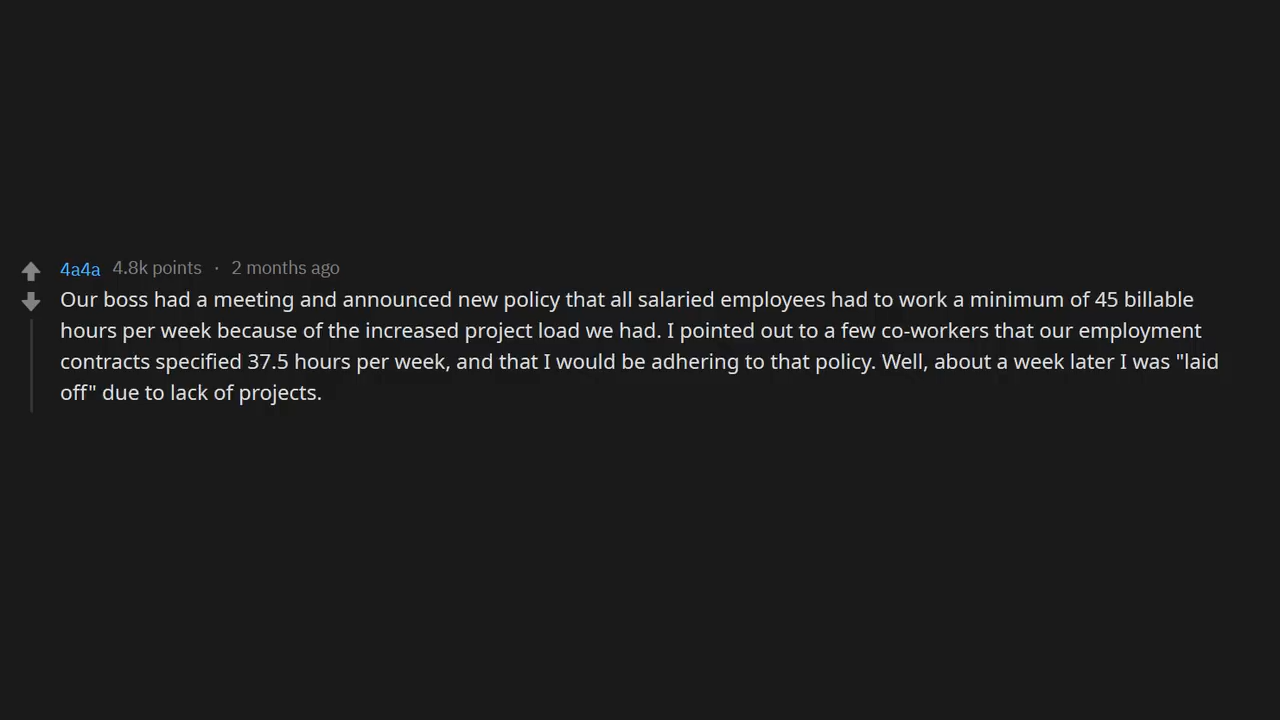 4a4a 4.8k points · 2 months ago
Our boss had a meeting and announced new policy that all salaried employees had to work a minimum of 45 billable
hours per week because of the increased project load we had. I pointed out to a few co-workers that our employment
contracts specified 37.5 hours per week, and that I would be adhering to that policy. Well, about a week later I was "laid
off" due to lack of projects.